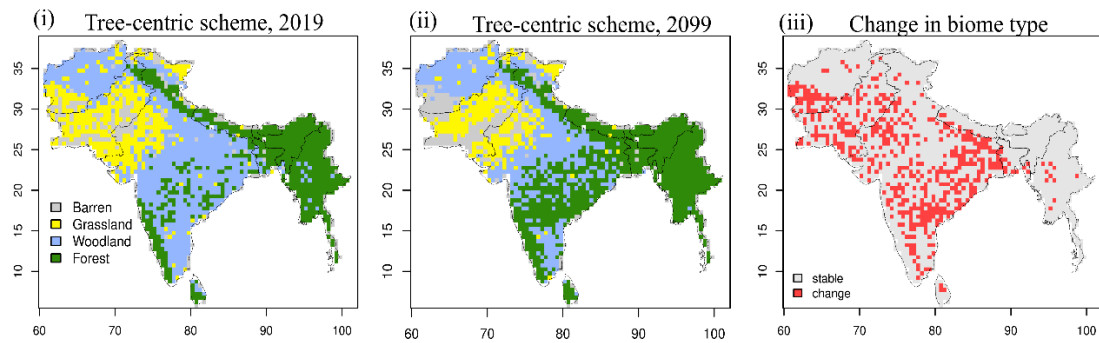 (i) Tree-centric scheme, 2019
(ii) Tree-centric scheme, 2099
(iii) Change in biome type
35
30
25
20
15
10
Barren
Grassland
Woodland
Forest
60 70 80 90 100
35
30
25
20
15
10
60 70 80 90 100
35
30
25
20
15
10
stable
change
60 70 80 90 100